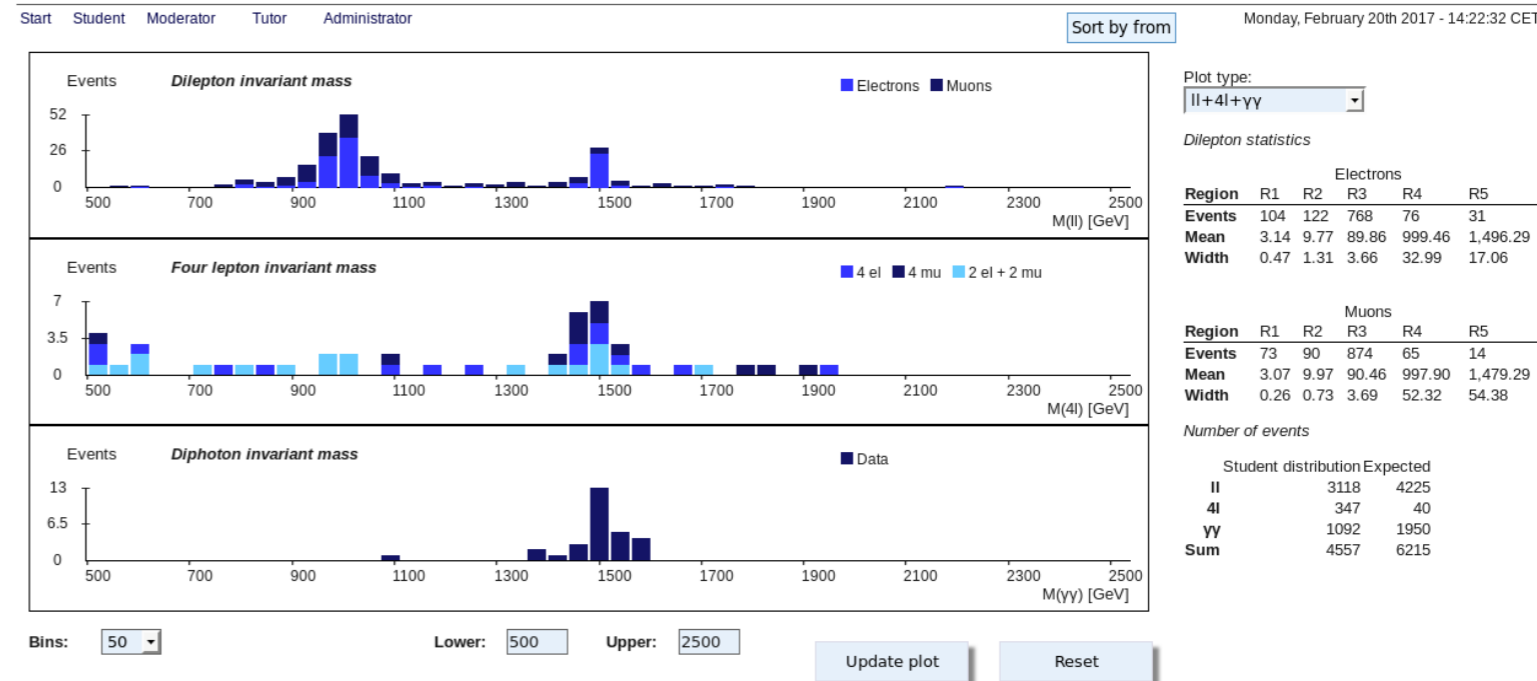 Start Student Moderator Tutor Administrator
Sort by from
Monday, February 20th 2017 - 14:22:32 CET
Events Dilepton invariant mass
Electrons Muons
52
26
0
500 700 900 1100 1300 1500 1700 1900 2100 2300 2500
M(ll) [GeV]
Events Four lepton invariant mass
4 el 4 mu 2 el + 2 mu
7
3.5
0
500 700 900 1100 1300 1500 1700 1900 2100 2300 2500
M(4l) [GeV]
Events Diphoton invariant mass
Data
13
6.5
0
500 700 900 1100 1300 1500 1700 1900 2100 2300 2500
M(γγ) [GeV]
Bins: 50 Lower: 500 Upper: 2500
Update plot Reset
Plot type:
ll+4l+γγ
Dilepton statistics
Electrons
Region R1 R2 R3 R4 R5
Events 104 122 768 76 31
Mean 3.14 9.77 89.86 999.46 1,496.29
Width 0.47 1.31 3.66 32.99 17.06
Muons
Region R1 R2 R3 R4 R5
Events 73 90 874 65 14
Mean 3.07 9.97 90.46 997.90 1,479.29
Width 0.26 0.73 3.69 52.32 54.38
Number of events
Student distribution Expected
ll 3118 4225
4l 347 40
γγ 1092 1950
Sum 4557 6215